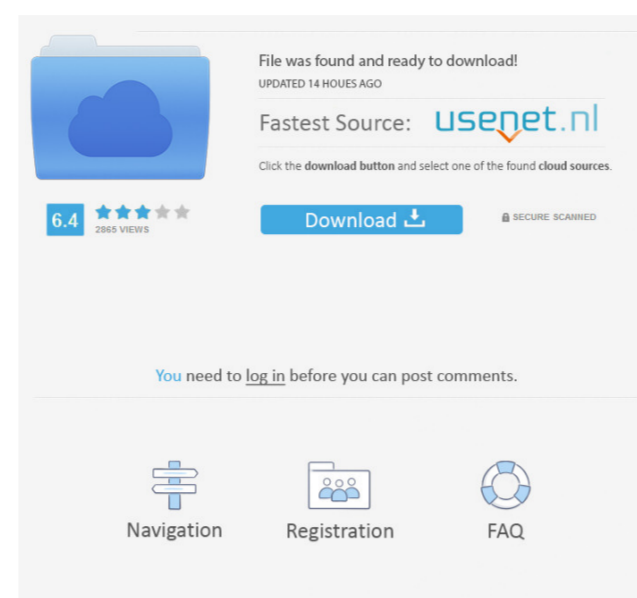 File was found and ready to download!
UPDATED 14 HOUES AGO
Fastest Source: usenet.nl
Click the download button and select one of the found cloud sources.
6.4
2865 VIEWS
Download
SECURE SCANNED
You need to log in before you can post comments.
Navigation
Registration
FAQ